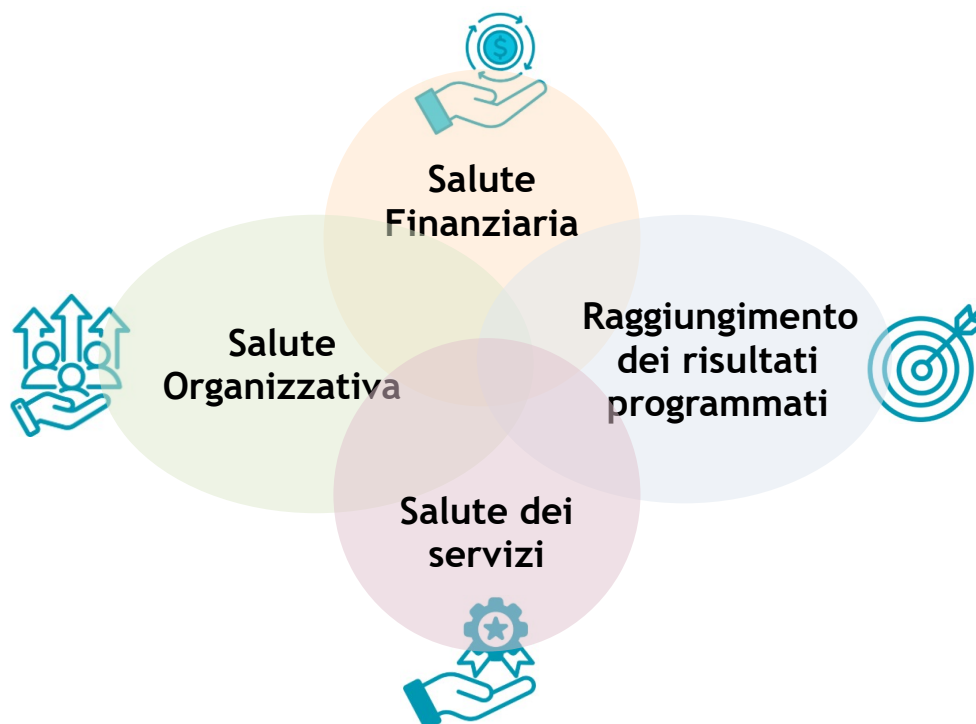 Salute
Finanziaria
Salute
Organizzativa
Raggiungimento
dei risultati
programmati
Salute dei
servizi
$